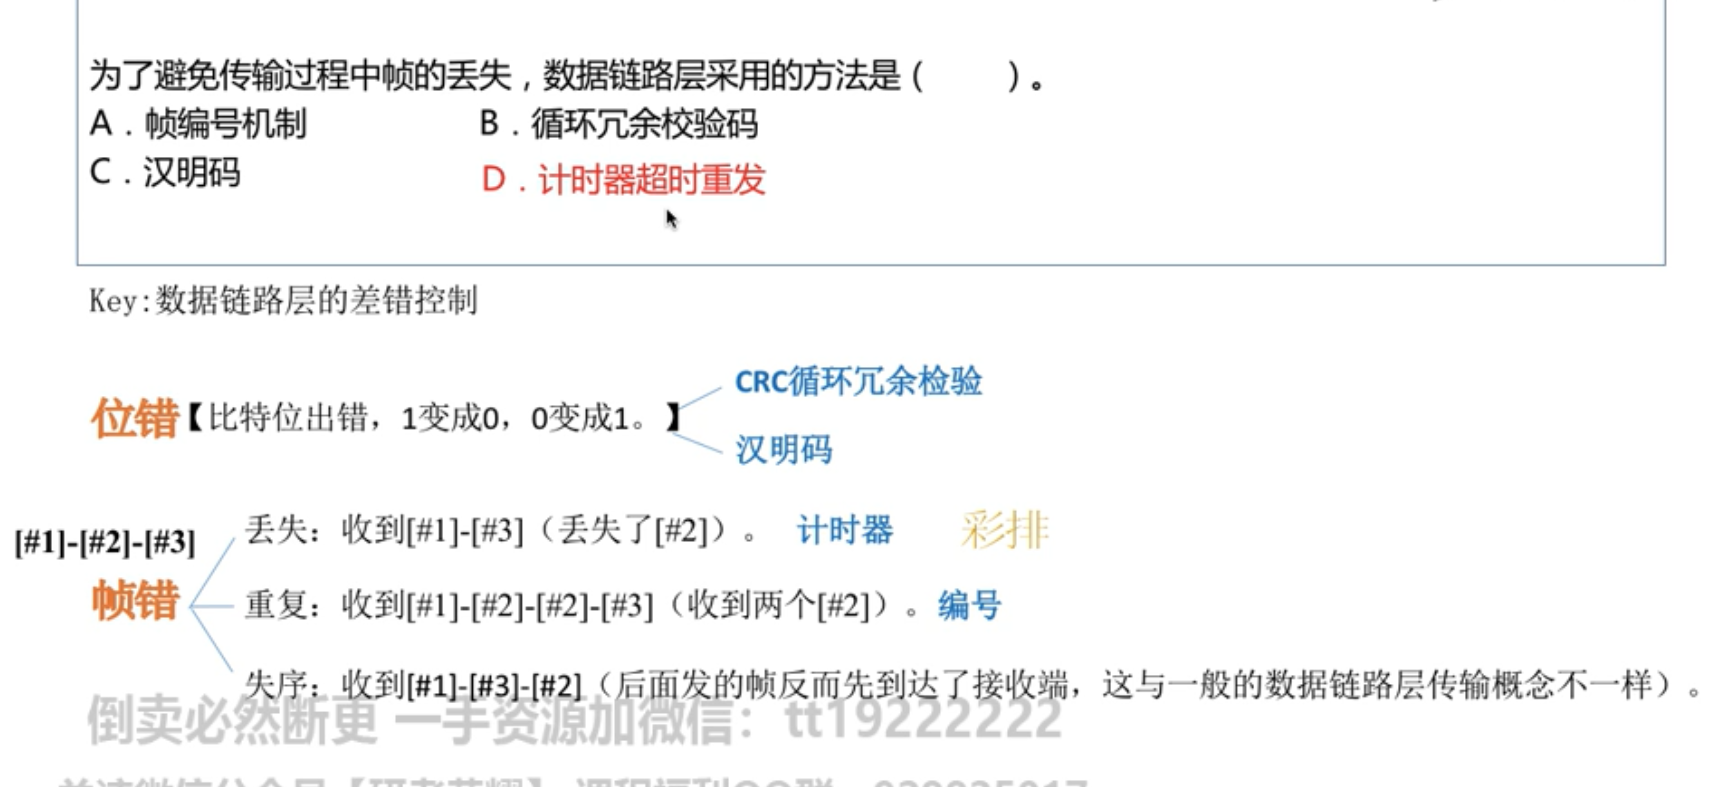 为了避免传输过程中帧的丢失，数据链路层采用的方法是（ ）。
A．帧编号机制 B．循环冗余校验码
C．汉明码 D．计时器超时重发
Key:数据链路层的差错控制
CRC循环冗余检验
位错【比特位出错，1变成0，0变成1。】
汉明码
[#1]-[#2]-[#3] 丢失：收到[#1]-[#3]（丢失了[#2]）。 计时器 彩排
帧错 重复：收到[#1]-[#2]-[#2]-[#3]（收到两个[#2]）。编号
失序：收到[#1]-[#3]-[#2]（后面发的帧反而先到达了接收端，这与一般的数据链路层传输概念不一样）。
倒卖必然断更 一手资源加微信：tt19222222